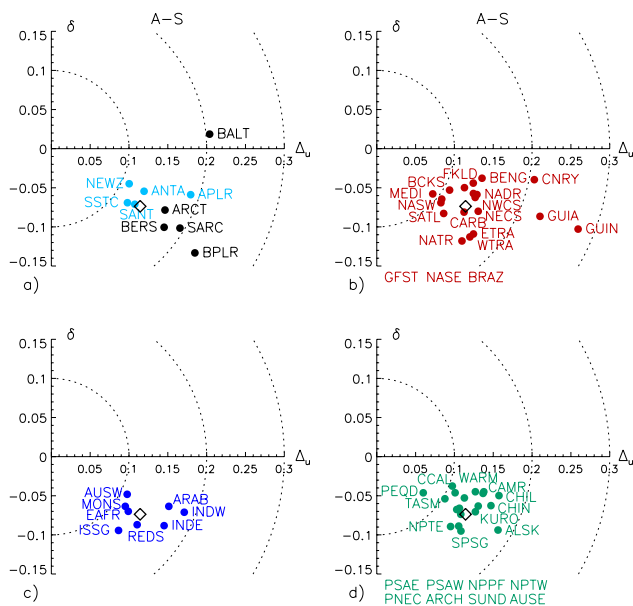 δ A-S
0.15
0.1
0.05
0
0.05 0.1 0.15 0.2 0.3
Δu
BALT
NEWZ
ANTA APLR
SSTC
SANT ARCT
BERS SARC
BPLR
-0.05
-0.1
-0.15
a)
δ A-S
0.15
0.1
0.05
0
0.05 0.1 0.15 0.2 0.3
Δu
FKLD BENG CNRY
BCKS
MEDI NADR
NASW NWCS
SATL NECS GUIA
CARB
ETRA GUIN
NATR WTRA
-0.05
-0.1
-0.15
b)
GFST NASE BRAZ
δ
0.15
0.1
0.05
0
0.05 0.1 0.15 0.2 0.3
Δu
AUSW
MONS ARAB
EAFR INDW
ISSG REDS INDE
-0.05
-0.1
-0.15
c)
δ
0.15
0.1
0.05
0
0.05 0.1 0.15 0.2 0.3
Δu
CCAL WARM
PEQD CAMR
TASM CHIL
CHIN
NPTE KURO
SPSG ALSK
-0.05
-0.1
-0.15
d)
PSAE PSAW NPPF NPTW
PNEC ARCH SUND AUSE